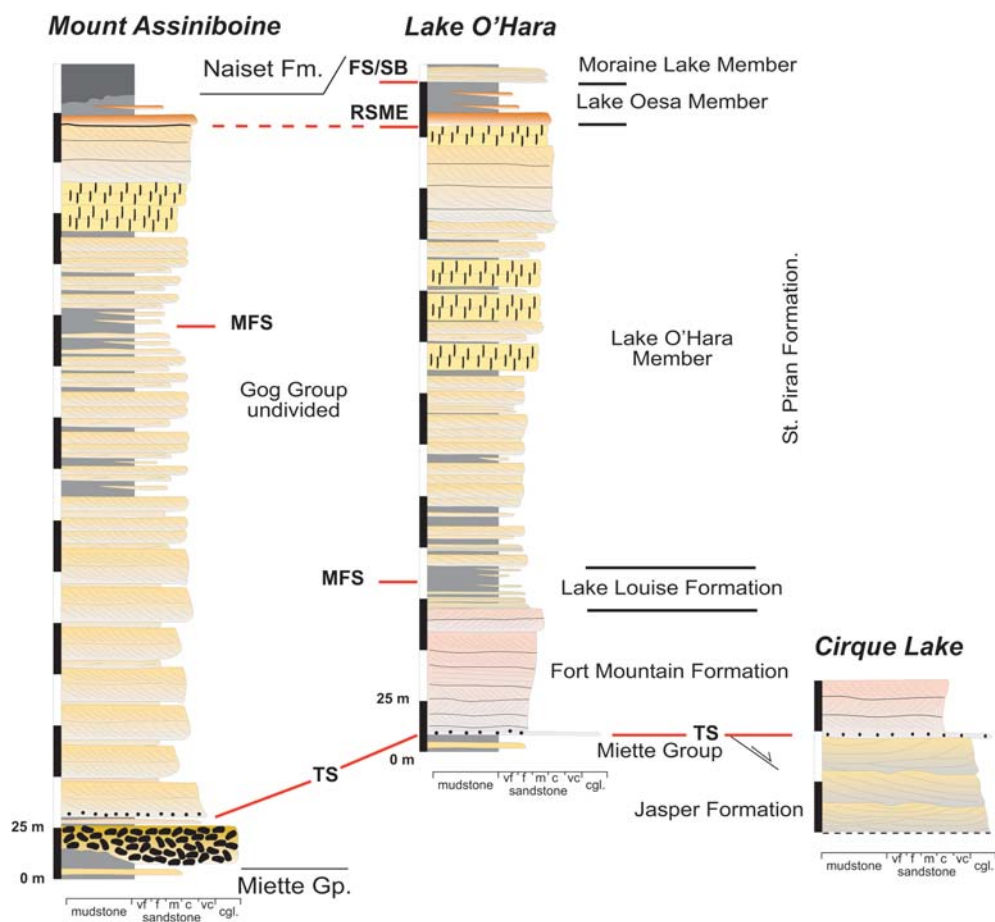 Mount Assiniboine
Lake O'Hara
Naiset Fm.
FS/SB
Moraine Lake Member
Lake Oesa Member
RSME
MFS
Gog Group
undivided
Lake O'Hara
Member
St. Piran Formation.
MFS
Lake Louise Formation
Fort Mountain Formation
Cirque Lake
25 m
TS
TS
Miette Group
0 m
Jasper Formation
25 m
0 m
Miette Gp.
mudstone vf f m c vc cgl.
sandstone
mudstone vf f m c vc cgl.
sandstone
mudstone vf f m c vc cgl.
sandstone